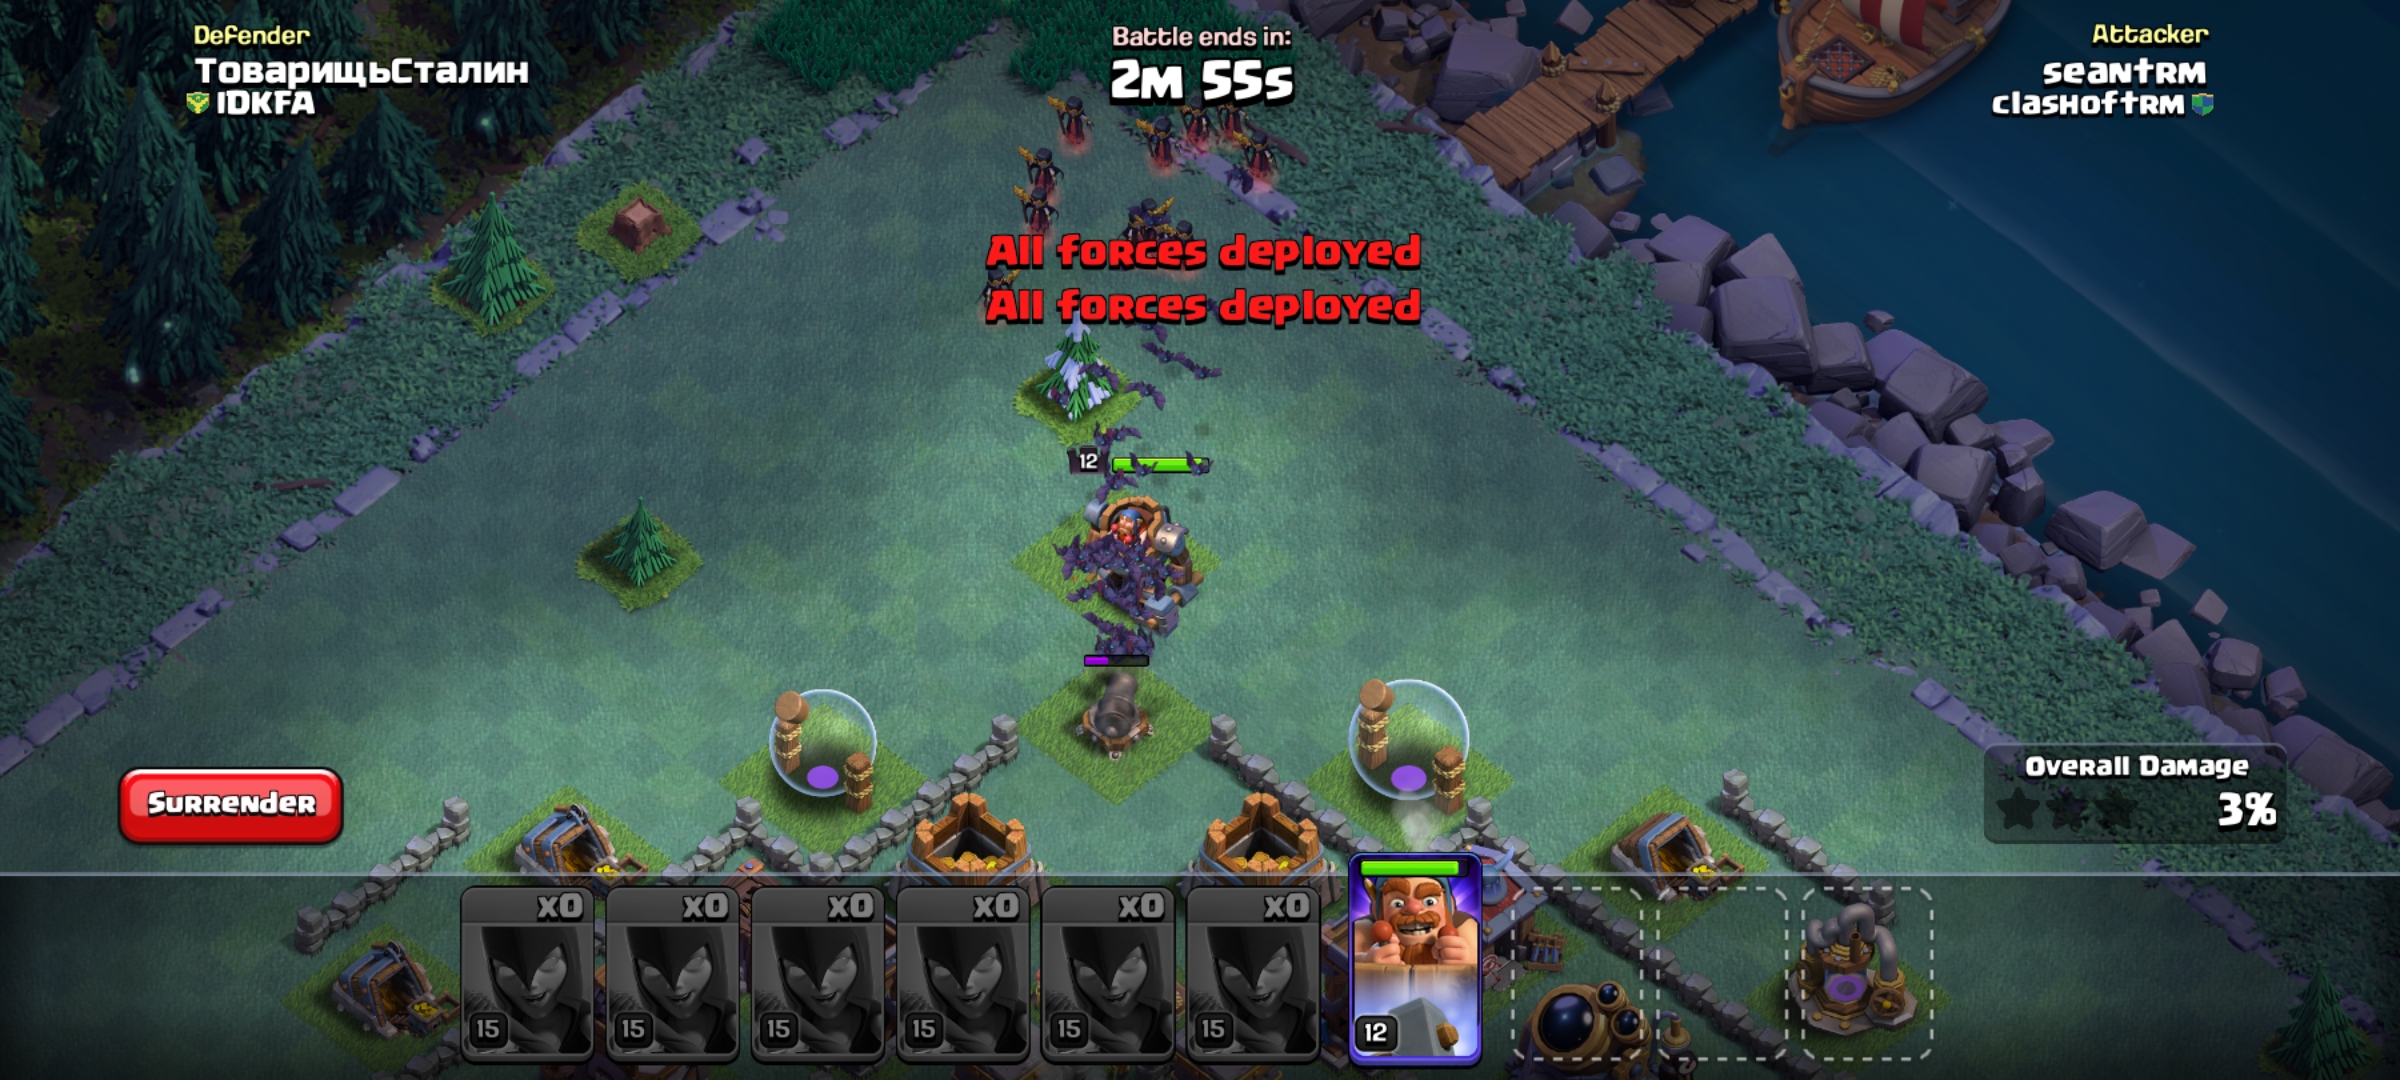 Defender
ТоварищьСталин
IDKFA
Battle ends in:
2M 55s
Attacker
seantRM
clashoftRM
All forces deployed
All forces deployed
12
Surrender
Overall Damage
3%
x0
x0
x0
x0
x0
x0
15
15
15
15
15
15
12